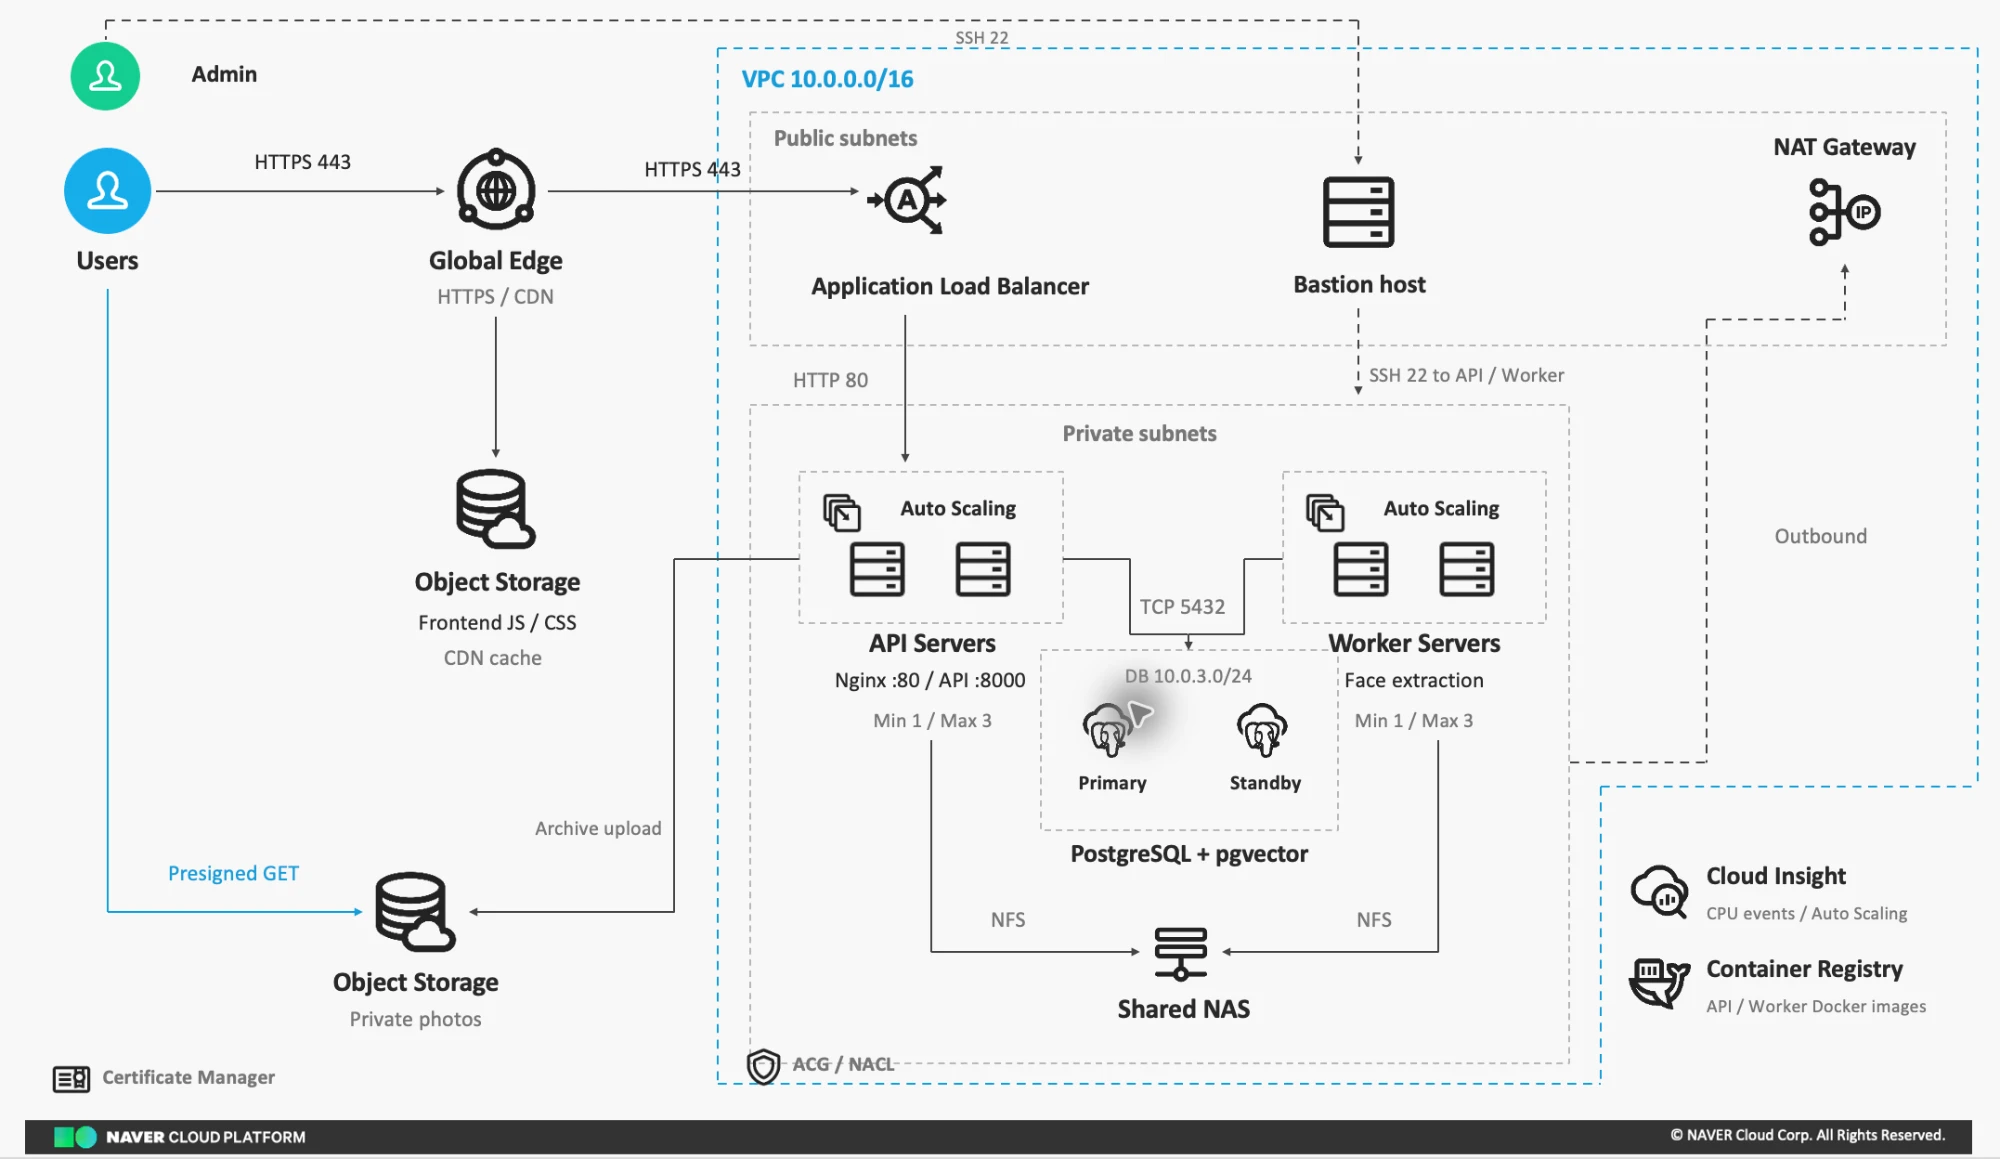 SSH 22
Admin
VPC 10.0.0.0/16
Public subnets
NAT Gateway
HTTPS 443
HTTPS 443
A
IP
Users
Global Edge
HTTPS / CDN
Application Load Balancer
Bastion host
HTTP 80
SSH 22 to API / Worker
Private subnets
Auto Scaling
Auto Scaling
Outbound
Object Storage
Frontend JS / CSS
CDN cache
TCP 5432
API Servers
Nginx :80 / API :8000
Min 1 / Max 3
Worker Servers
Face extraction
Min 1 / Max 3
DB 10.0.3.0/24
Primary
Standby
PostgreSQL + pgvector
Archive upload
Presigned GET
Object Storage
Private photos
NFS
NFS
Shared NAS
Cloud Insight
CPU events / Auto Scaling
Container Registry
API / Worker Docker images
ACG / NACL
Certificate Manager
NAVER CLOUD PLATFORM
© NAVER Cloud Corp. All Rights Reserved.